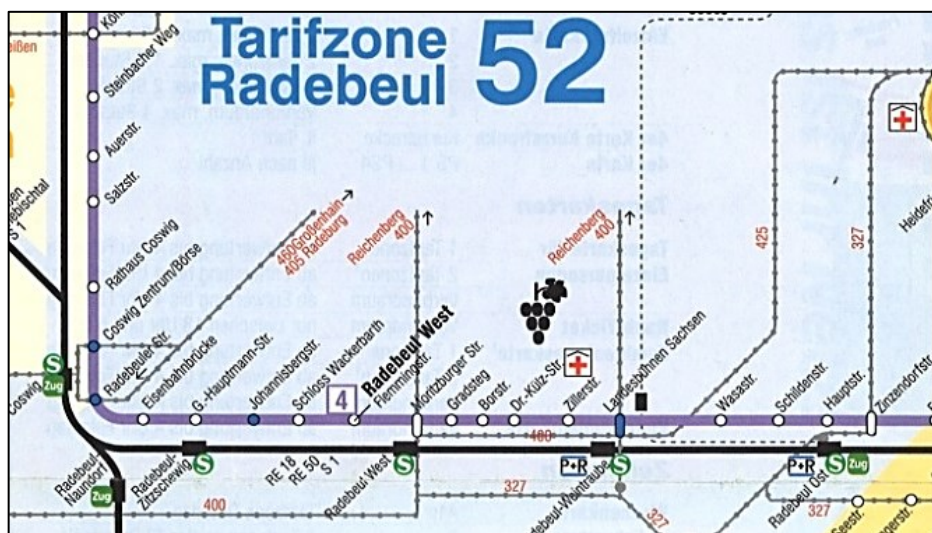 Tarifzone
Radebeul
52
eißen
Steinbacher Weg
Auerstr.
Salzstr.
Rathaus Coswig
Coswig Zentrum/Börse
Radebeuler Str.
Eisenbahnbrücke
G.-Hauptmann-Str.
Johannisbergstr.
Schloss Wackerbarth
4
Radebeul West
Flemmingstr.
Moritzburger Str.
Gradsteg
Borstr.
Dr.-Külz-Str.
Zillerstr.
Landesbühnen Sachsen
Wasastr.
Schildenstr.
Hauptstr.
460 Großenhain
405 Radeburg
Reichenberg
400
Reichenberg
400
425
327
S 1
S
Zug
Coswig
Radebeul-
Naundorf
Zug
Radebeul-
Zitzschewig
S
RE 18
RE 50
S 1
Radebeul West
S
400
327
P+R
S
327
P+R
Radebeul Ost
S
Zug
327